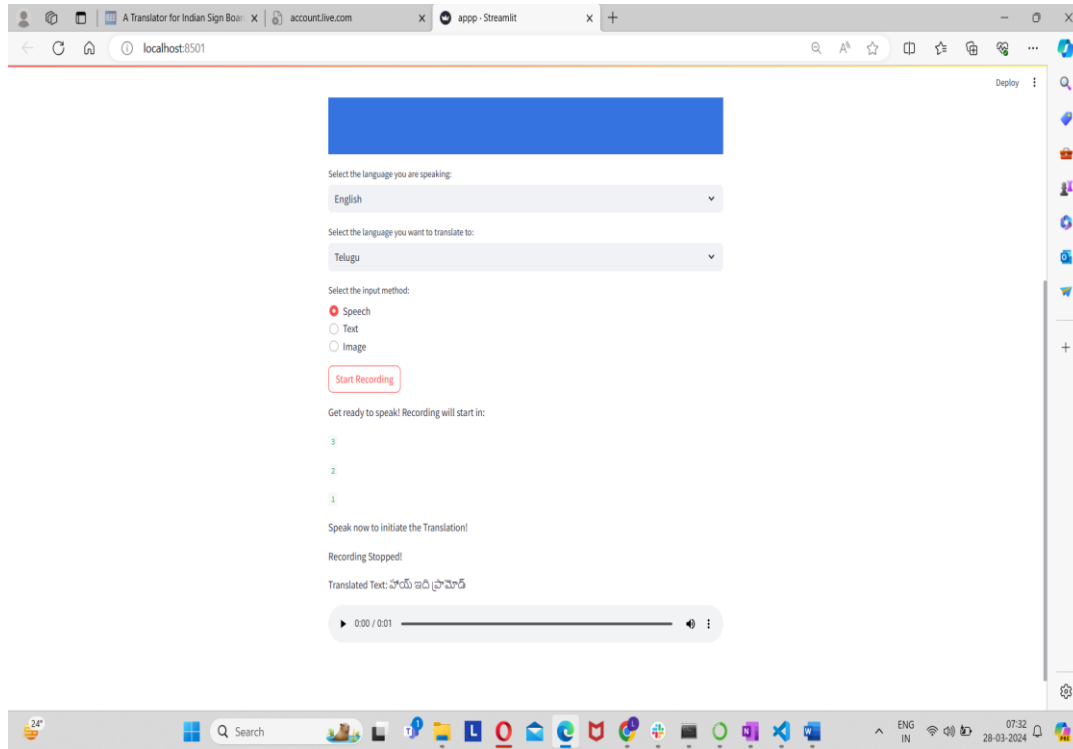 A Translator for Indian Sign Boar
account.live.com
appp · Streamlit
localhost:8501
Deploy
Select the language you are speaking:
English
Select the language you want to translate to:
Telugu
Select the input method:
Speech
Text
Image
Start Recording
Get ready to speak! Recording will start in:
3
2
1
Speak now to initiate the Translation!
Recording Stopped!
Translated Text: హాయ్ ఇది ప్రామోడ్
0:00 / 0:01
24°
Search
ENG
IN
07:32
28-03-2024